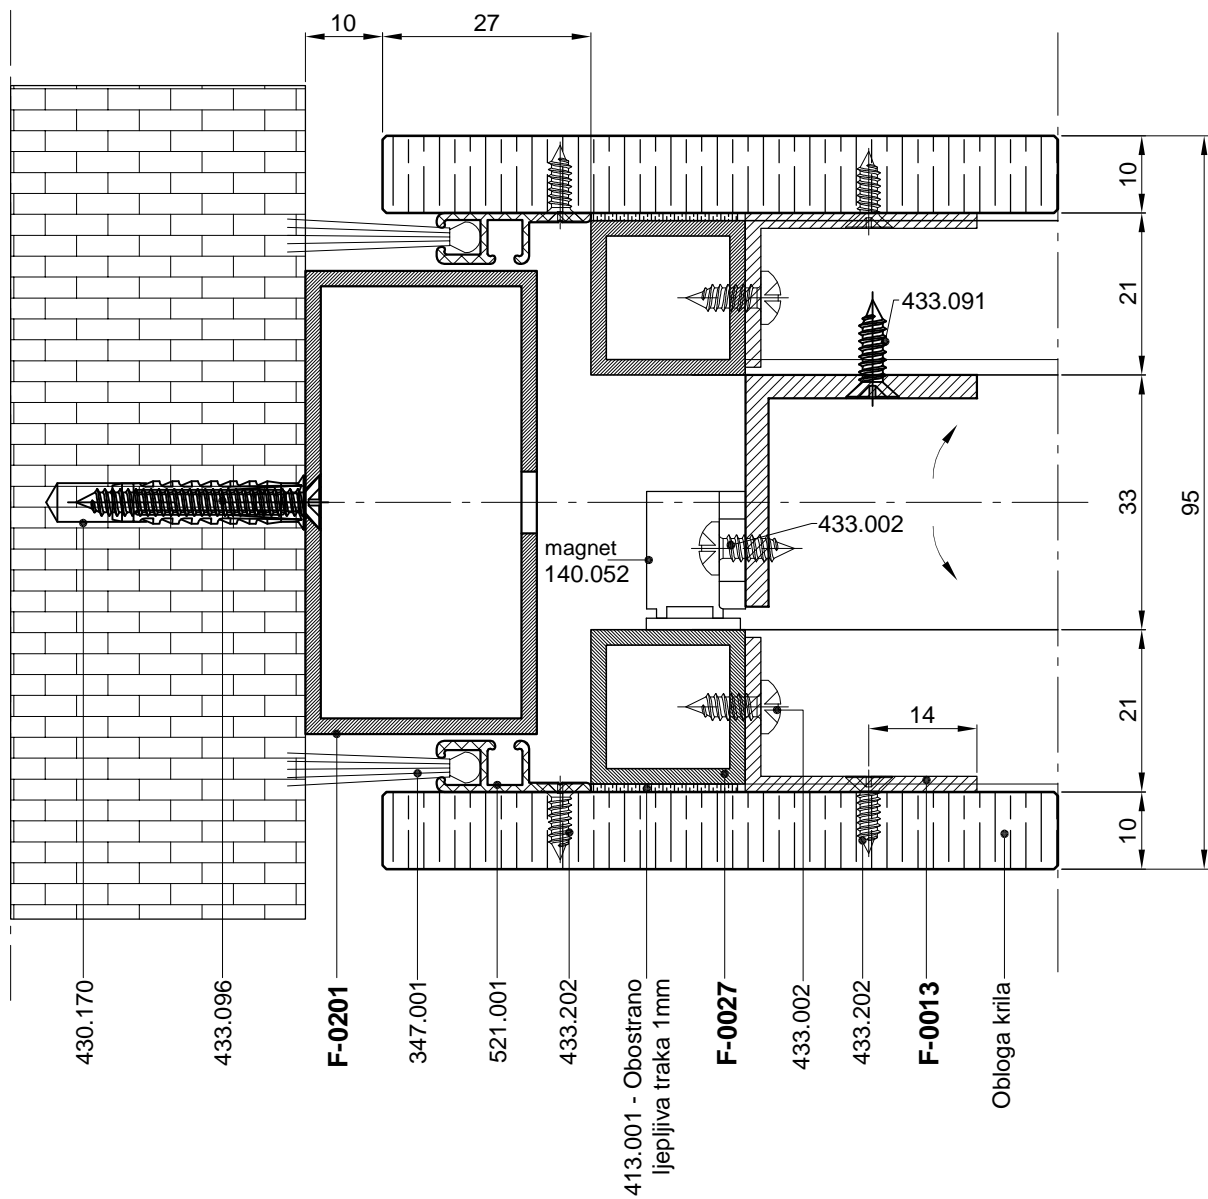 10
27
10
21
33
21
10
95
433.091
433.002
magnet
140.052
14
430.170
433.096
F-0201
347.001
521.001
433.202
413.001 - Obostrano
ljepljiva traka 1mm
F-0027
433.002
433.202
F-0013
Obloga krila